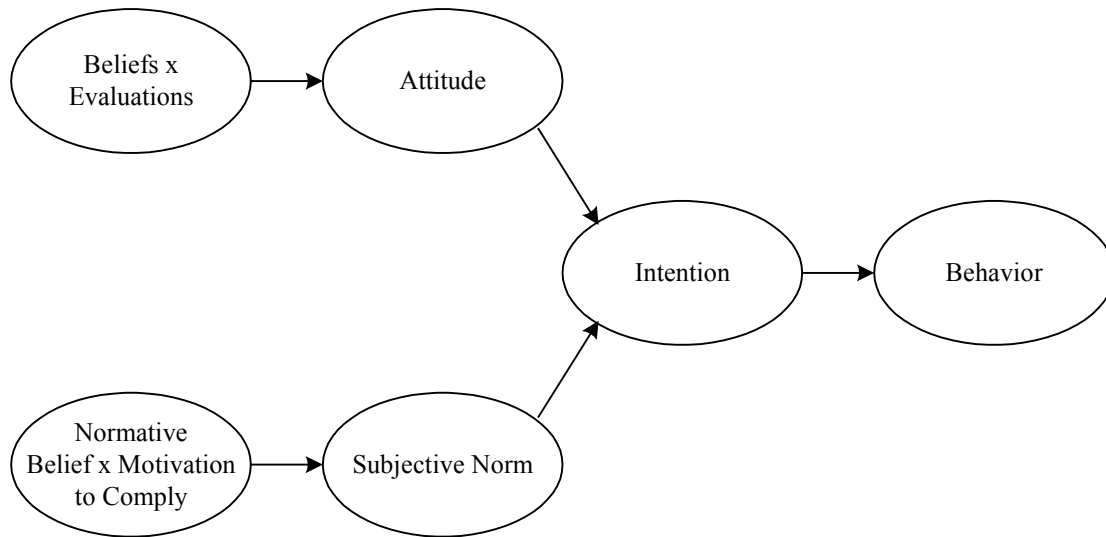 Beliefs x
Evaluations
Attitude
Intention
Behavior
Normative
Belief x Motivation
to Comply
Subjective Norm